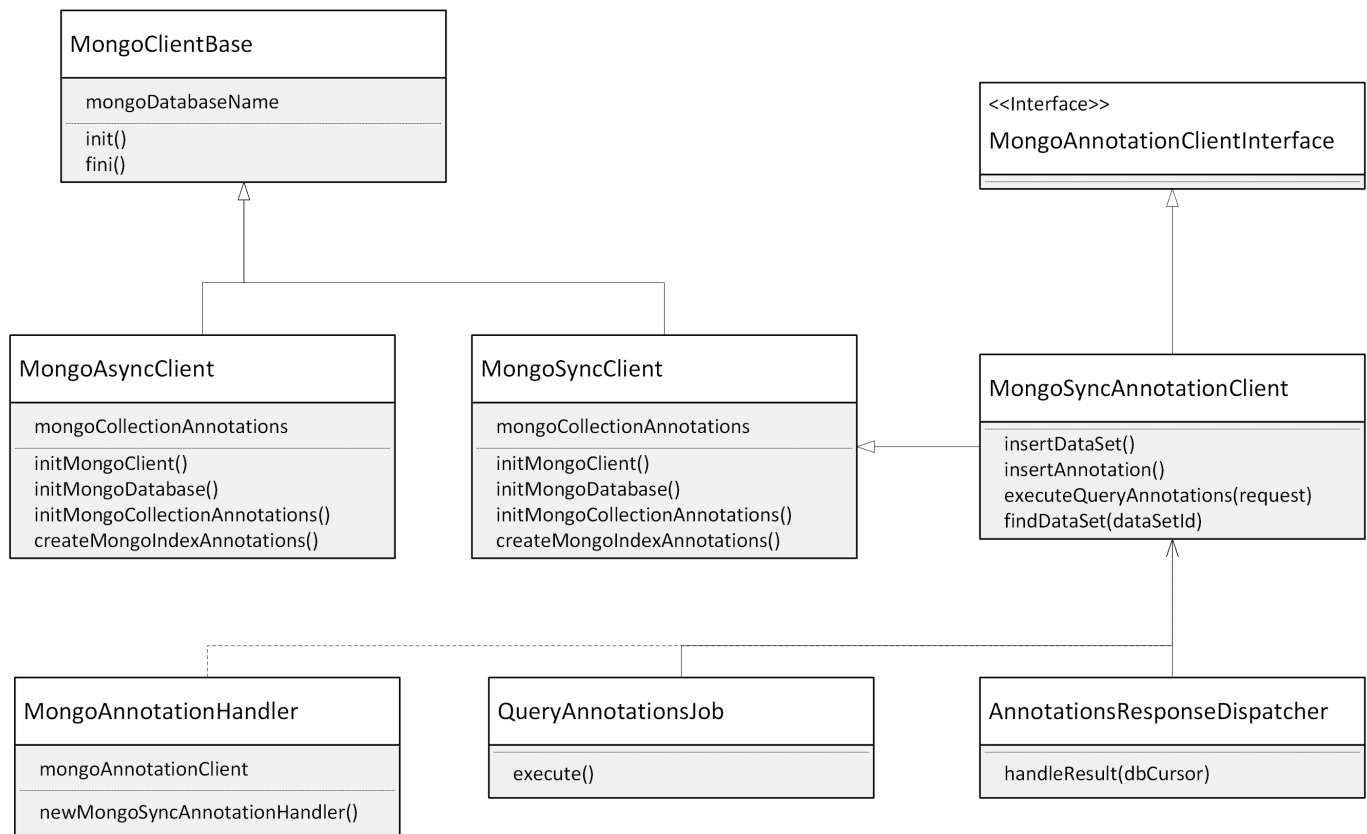 MongoClientBase
mongoDatabaseName
init()
fini()
<<Interface>>
MongoAnnotationClientInterface
MongoAsyncClient
mongoCollectionAnnotations
initMongoClient()
initMongoDatabase()
initMongoCollectionAnnotations()
createMongoIndexAnnotations()
MongoSyncClient
mongoCollectionAnnotations
initMongoClient()
initMongoDatabase()
initMongoCollectionAnnotations()
createMongoIndexAnnotations()
MongoSyncAnnotationClient
insertDataSet()
insertAnnotation()
executeQueryAnnotations(request)
findDataSet(dataSetId)
MongoAnnotationHandler
mongoAnnotationClient
newMongoSyncAnnotationHandler()
QueryAnnotationsJob
execute()
AnnotationsResponseDispatcher
handleResult(dbCursor)